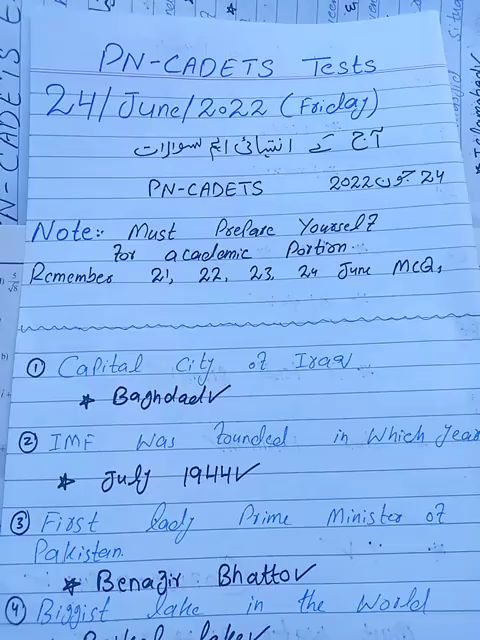 PN-CADETS Tests
24/June/2022 (Friday)
آج کے انتہائی اہم سوالات
PN-CADETS 24 جون 2022
Note:- Must Prepare Yourself
For academic Portion.
Remember 21, 22, 23, 24 June McQs
① Capital city of Iraq.
* Baghdad✓
② IMF was founded in which year
* July 1944✓
③ First lady Prime Minister of
Pakistan.
* Benazir Bhatto✓
④ Biggist lake in the world